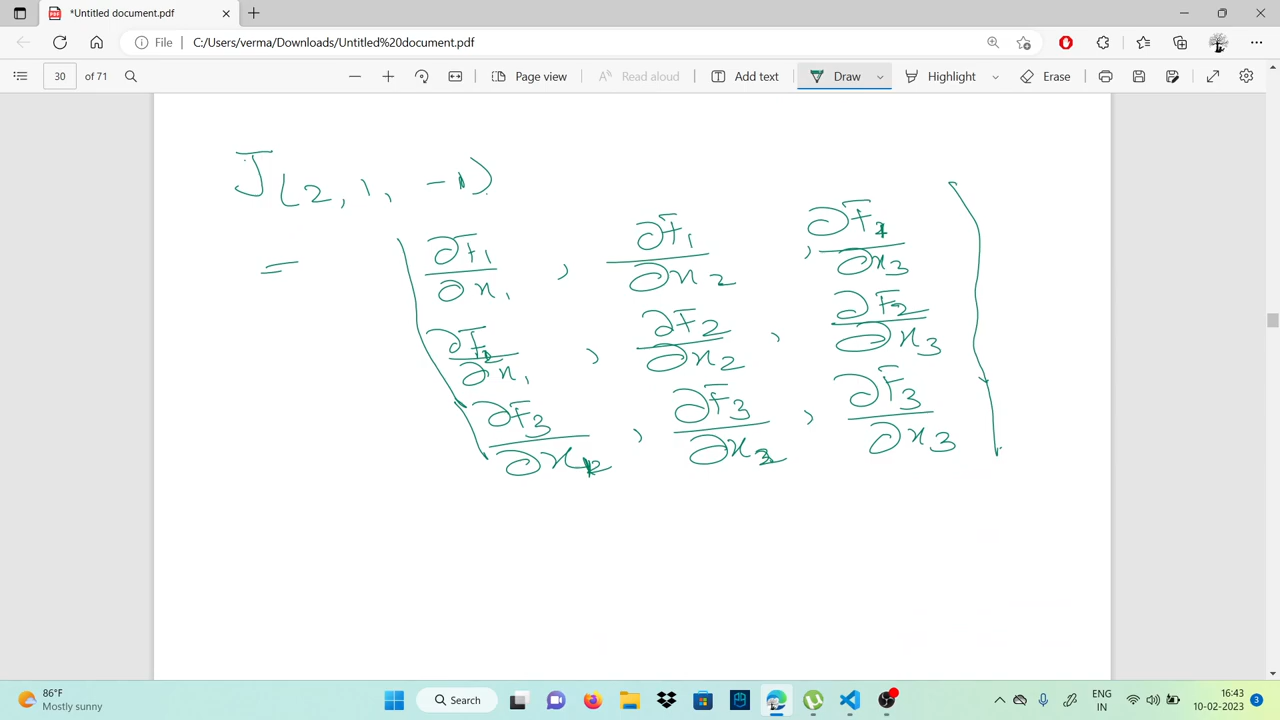 *Untitled document.pdf
File C:/Users/verma/Downloads/Untitled%20document.pdf
30 of 71 Page view Read aloud Add text Draw Highlight Erase
J(2, 1, -1)
= ∂F1/∂x1 , ∂F1/∂x2 , ∂F1/∂x3
∂F2/∂x1 , ∂F2/∂x2 , ∂F2/∂x3
∂F3/∂x , ∂F3/∂x , ∂F3/∂x3
86°F
Mostly sunny
Search
ENG
IN
16:43
10-02-2023
3